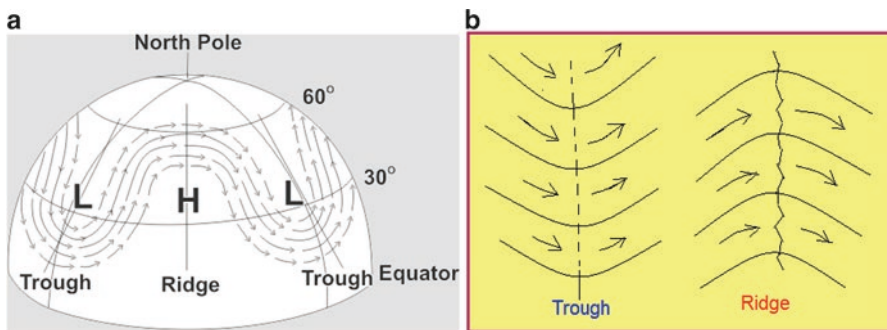 a
North Pole
60°
30°
L
H
L
Trough
Ridge
Trough
Equator
b
Trough
Ridge